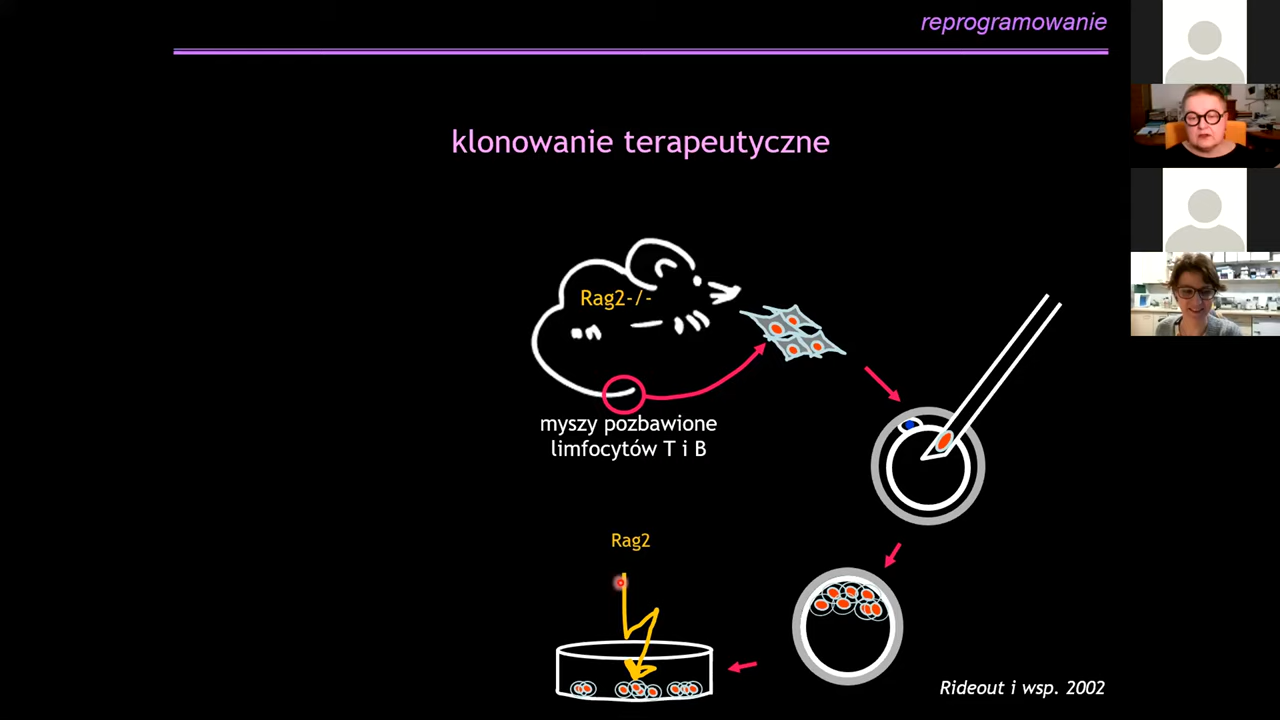 reprogramowanie
klonowanie terapeutyczne
Rag2-/-
myszy pozbawione
limfocytów T i B
Rag2
Rideout i wsp. 2002